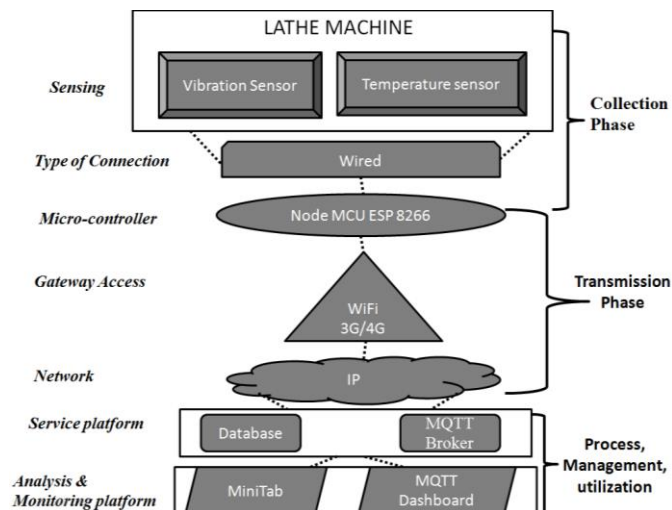 LATHE MACHINE
Sensing
Vibration Sensor
Temperature sensor
Collection
Phase
Type of Connection
Wired
Micro-controller
Node MCU ESP 8266
Gateway Access
WiFi
3G/4G
Transmission
Phase
Network
IP
Service platform
Database
MQTT
Broker
Process,
Management,
utilization
Analysis &
Monitoring platform
MiniTab
MQTT
Dashboard